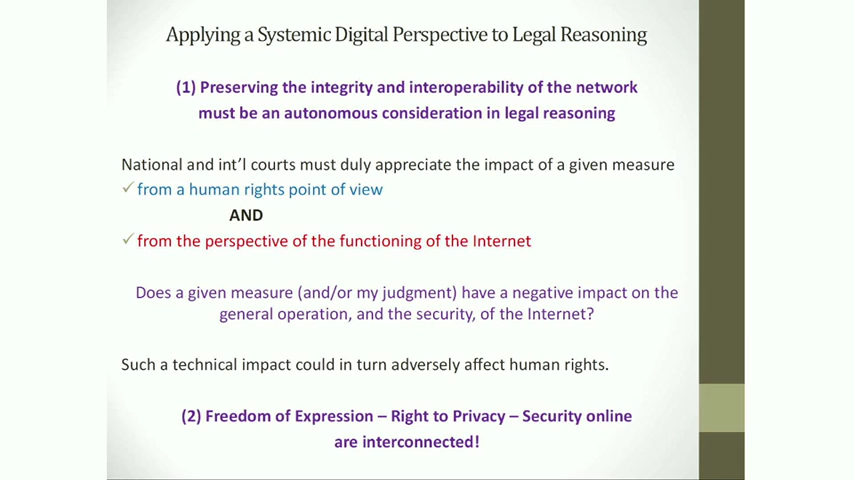 Applying a Systemic Digital Perspective to Legal Reasoning
(1) Preserving the integrity and interoperability of the network
must be an autonomous consideration in legal reasoning
National and int'l courts must duly appreciate the impact of a given measure
✓from a human rights point of view
AND
✓from the perspective of the functioning of the Internet
Does a given measure (and/or my judgment) have a negative impact on the
general operation, and the security, of the Internet?
Such a technical impact could in turn adversely affect human rights.
(2) Freedom of Expression – Right to Privacy – Security online
are interconnected!